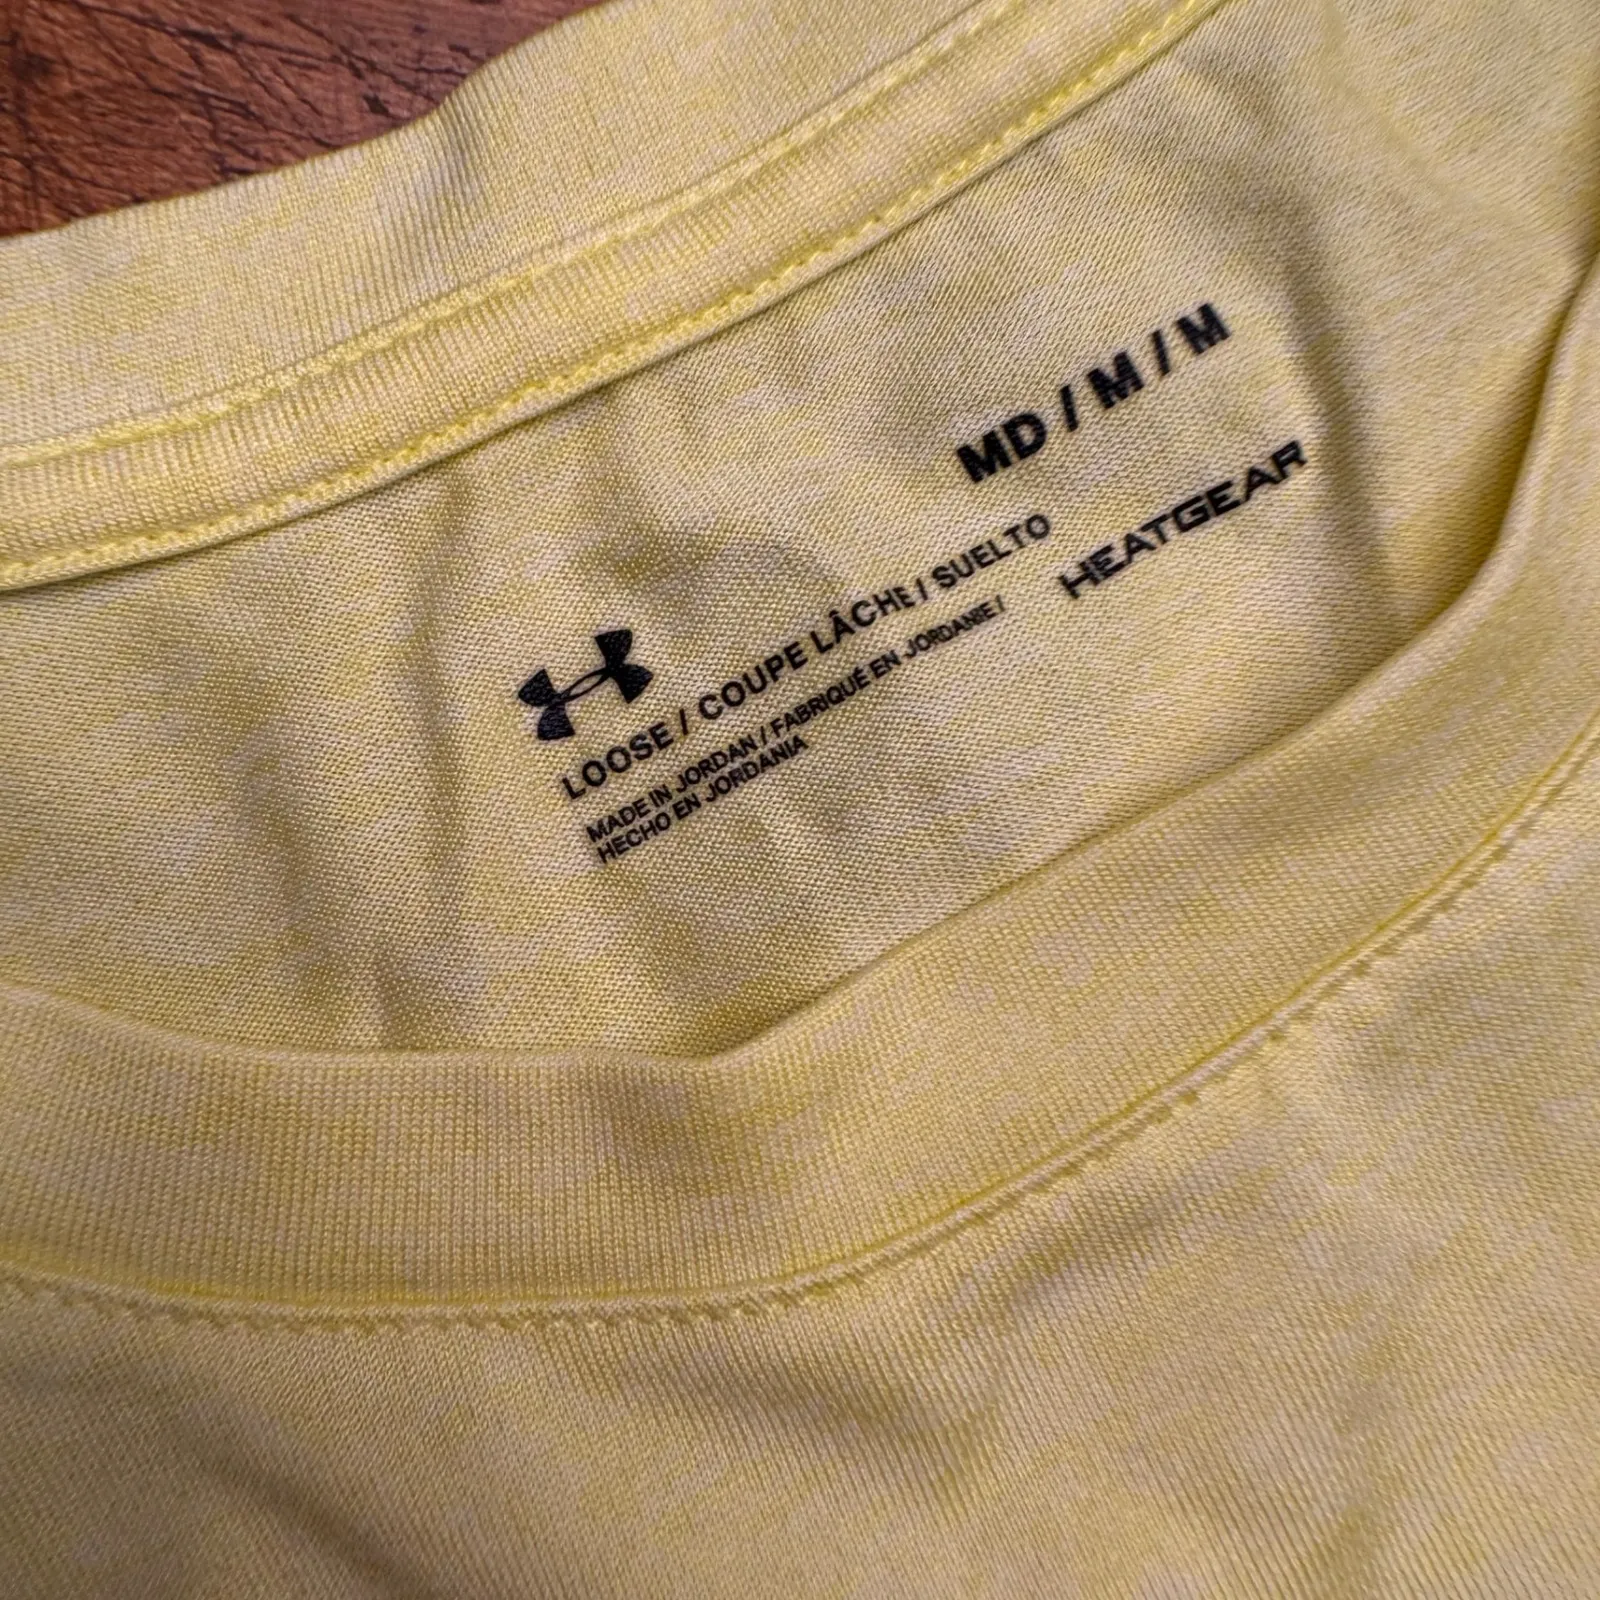 MD / M / M
HEATGEAR
LOOSE / COUPE LÂCHE / SUELTO
MADE IN JORDAN / FABRIQUÉ EN JORDANIE /
HECHO EN JORDANIA